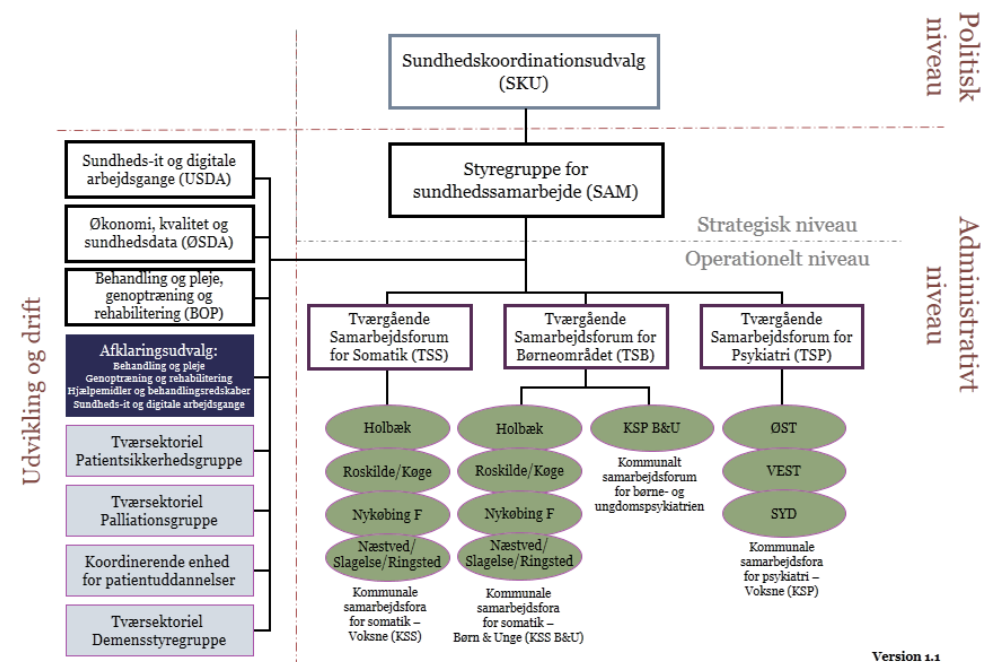 Politisk
niveau
Sundhedskoordinationsudvalg
(SKU)
Styregruppe for
sundhedssamarbejde (SAM)
Strategisk niveau
Operationelt niveau
Administrativt
niveau
Udvikling og drift
Sundheds-it og digitale
arbejdsgange (USDA)
Økonomi, kvalitet og
sundhedsdata (ØSDA)
Behandling og pleje,
genoptræning og
rehabilitering (BOP)
Afklaringsudvalg:
Behandling og pleje
Genoptræning og rehabilitering
Hjælpemidler og behandlingsredskaber
Sundheds-it og digitale arbejdsgange
Tværsektoriel
Patientsikkerhedsgruppe
Tværsektoriel
Palliationsgruppe
Koordinerende enhed
for patientuddannelser
Tværsektoriel
Demensstyregruppe
Tværgående
Samarbejdsforum
for Somatik (TSS)
Holbæk
Roskilde/Køge
Nykøbing F
Næstved/
Slagelse/Ringsted
Kommunale
samarbejdsfora
for somatik –
Voksne (KSS)
Tværgående
Samarbejdsforum for
Børneområdet (TSB)
Holbæk
Roskilde/Køge
Nykøbing F
Næstved/
Slagelse/Ringsted
Kommunale
samarbejdsfora
for somatik –
Børn & Unge (KSS B&U)
KSP B&U
Kommunalt
samarbejdsforum
for børne- og
ungdomspsykiatrien
Tværgående
Samarbejdsforum for
Psykiatri (TSP)
ØST
VEST
SYD
Kommunale
samarbejdsfora
for psykiatri –
Voksne (KSP)
Version 1.1